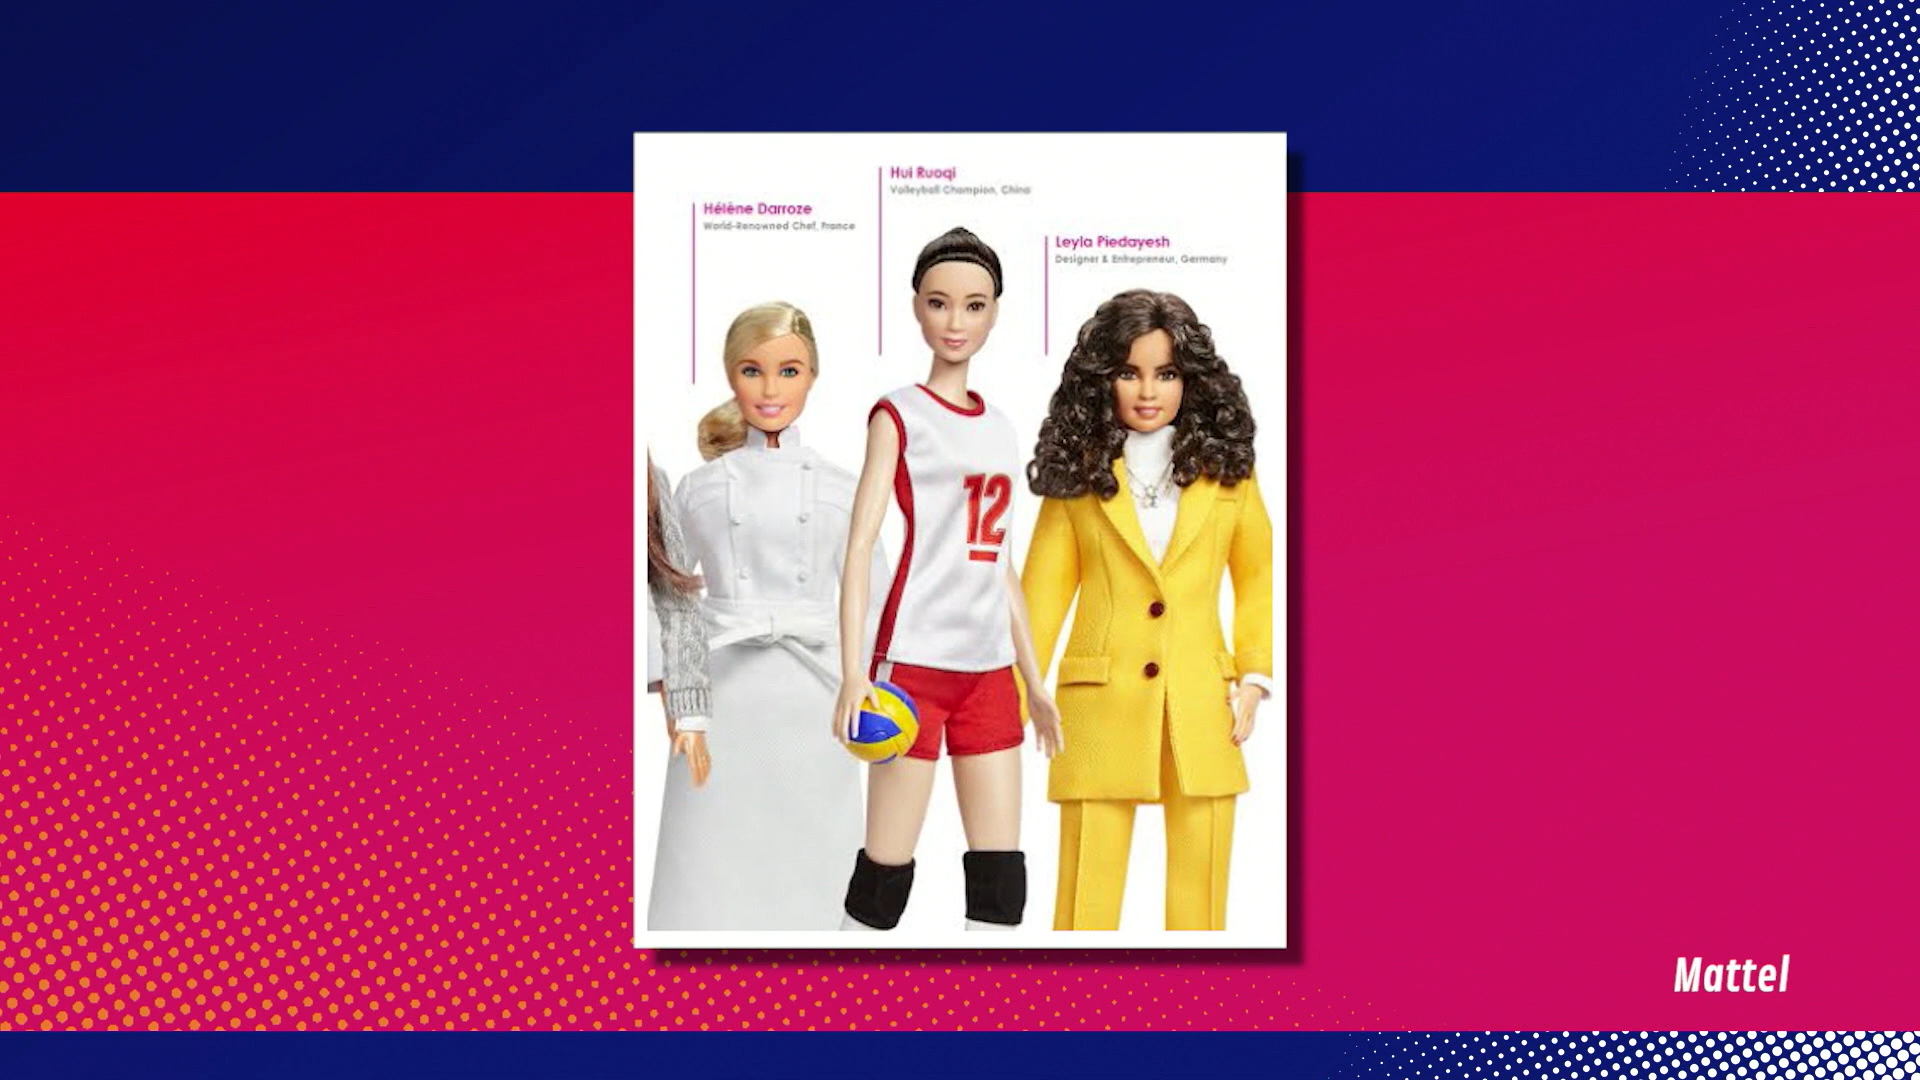 Hui Ruoqi
Volleyball Champion, China
Hélène Darroze
World-Renowned Chef, France
Leyla Piedayesh
Designer & Entrepreneur, Germany
12
Mattel